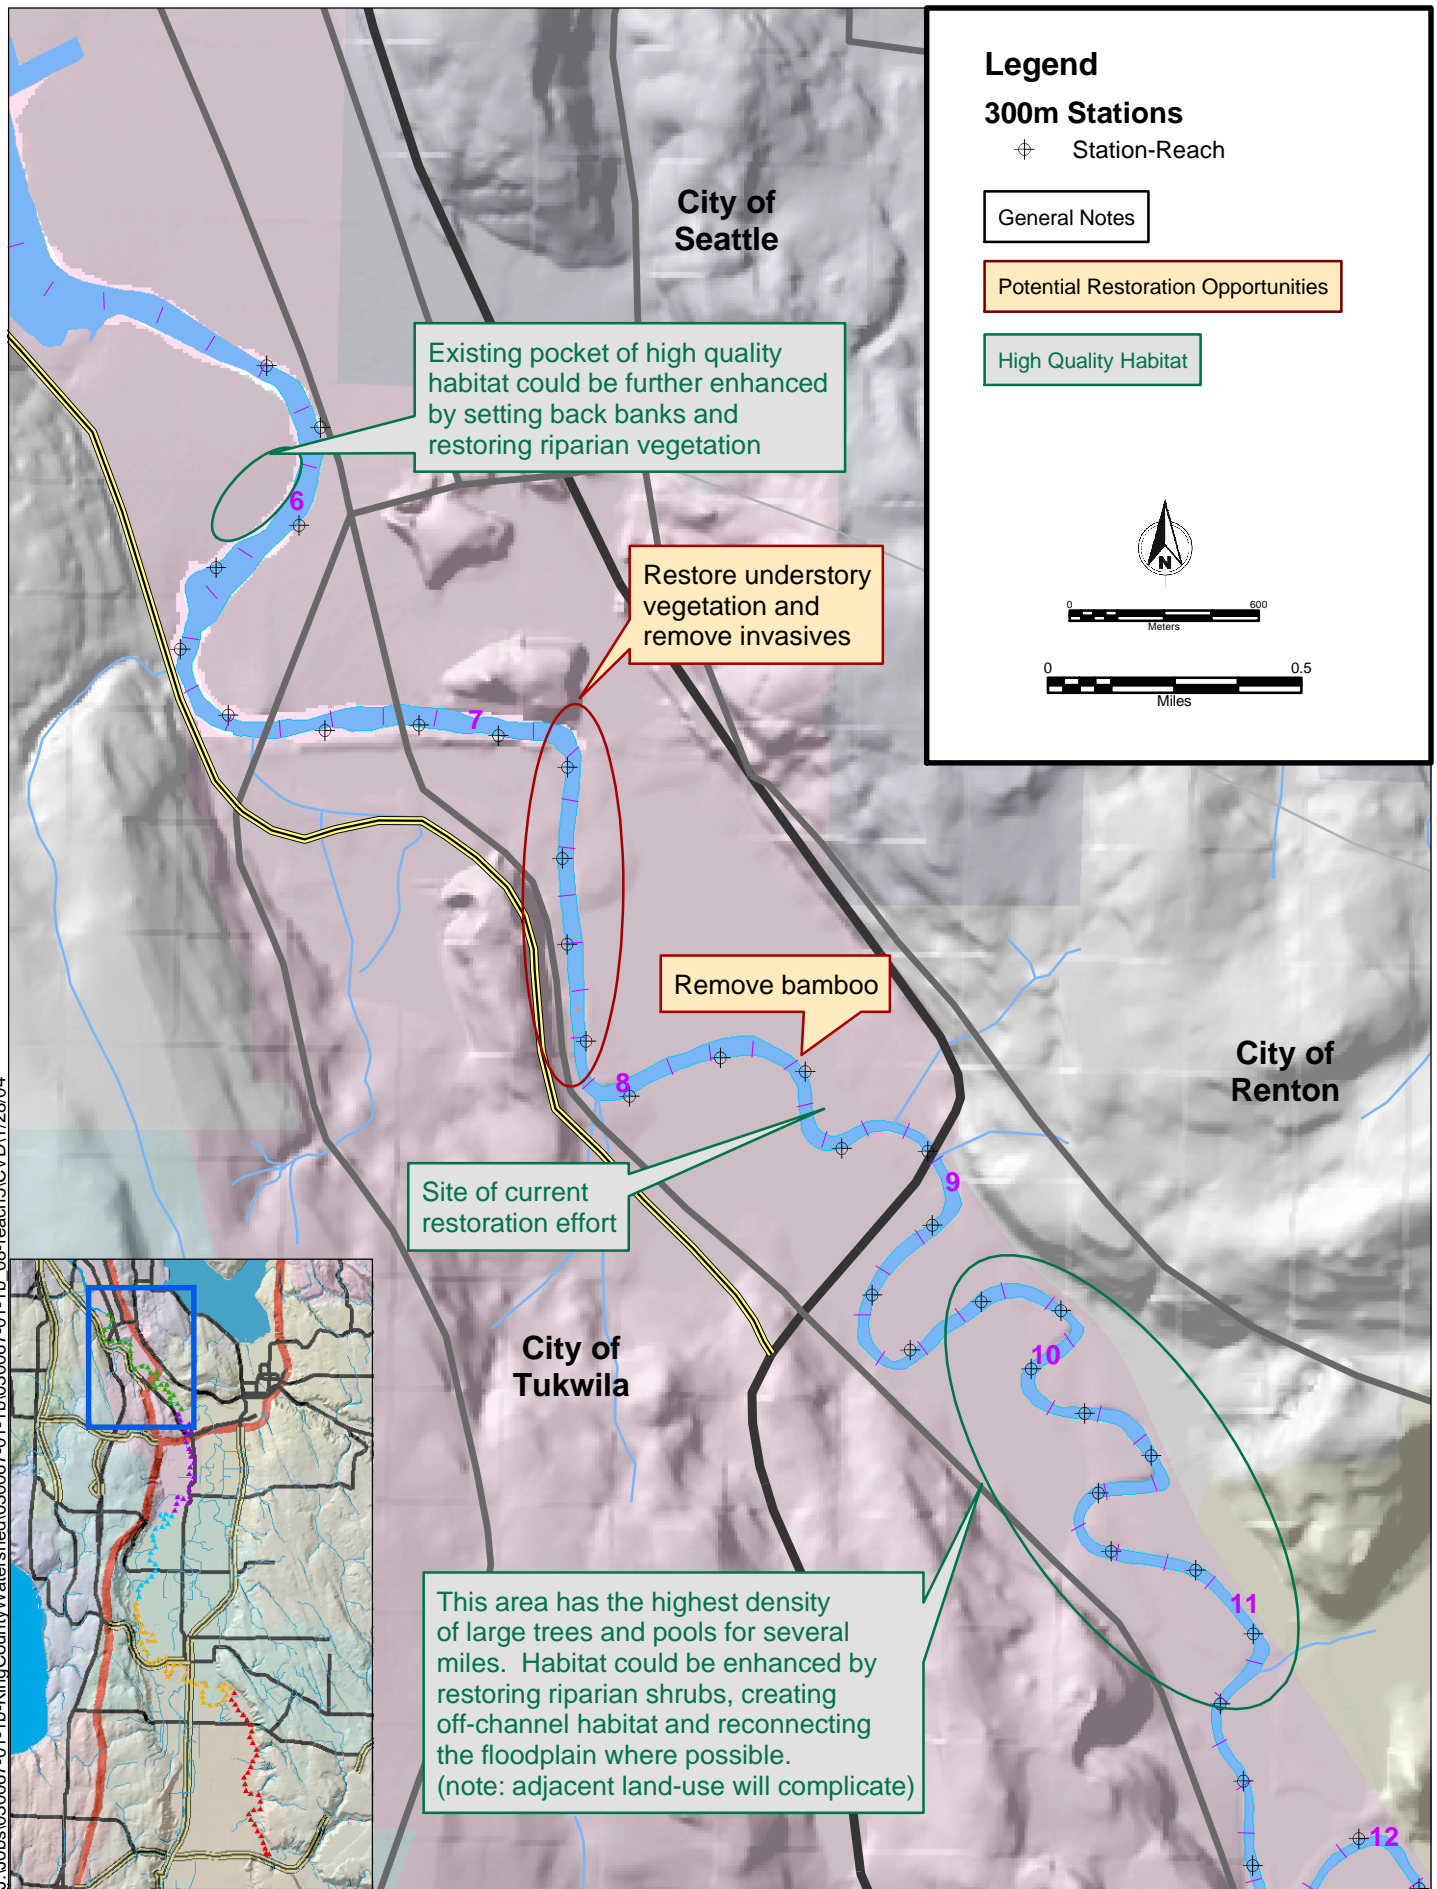 Legend
300m Stations
Station-Reach
General Notes
Potential Restoration Opportunities
High Quality Habitat
N
0 600
Meters
0 0.5
Miles
City of
Seattle
Existing pocket of high quality
habitat could be further enhanced
by setting back banks and
restoring riparian vegetation
6
Restore understory
vegetation and
remove invasives
7
Remove bamboo
8
City of
Renton
Site of current
restoration effort
9
City of
Tukwila
10
11
This area has the highest density
of large trees and pools for several
miles. Habitat could be enhanced by
restoring riparian shrubs, creating
off-channel habitat and reconnecting
the floodplain where possible.
(note: adjacent land-use will complicate)
12